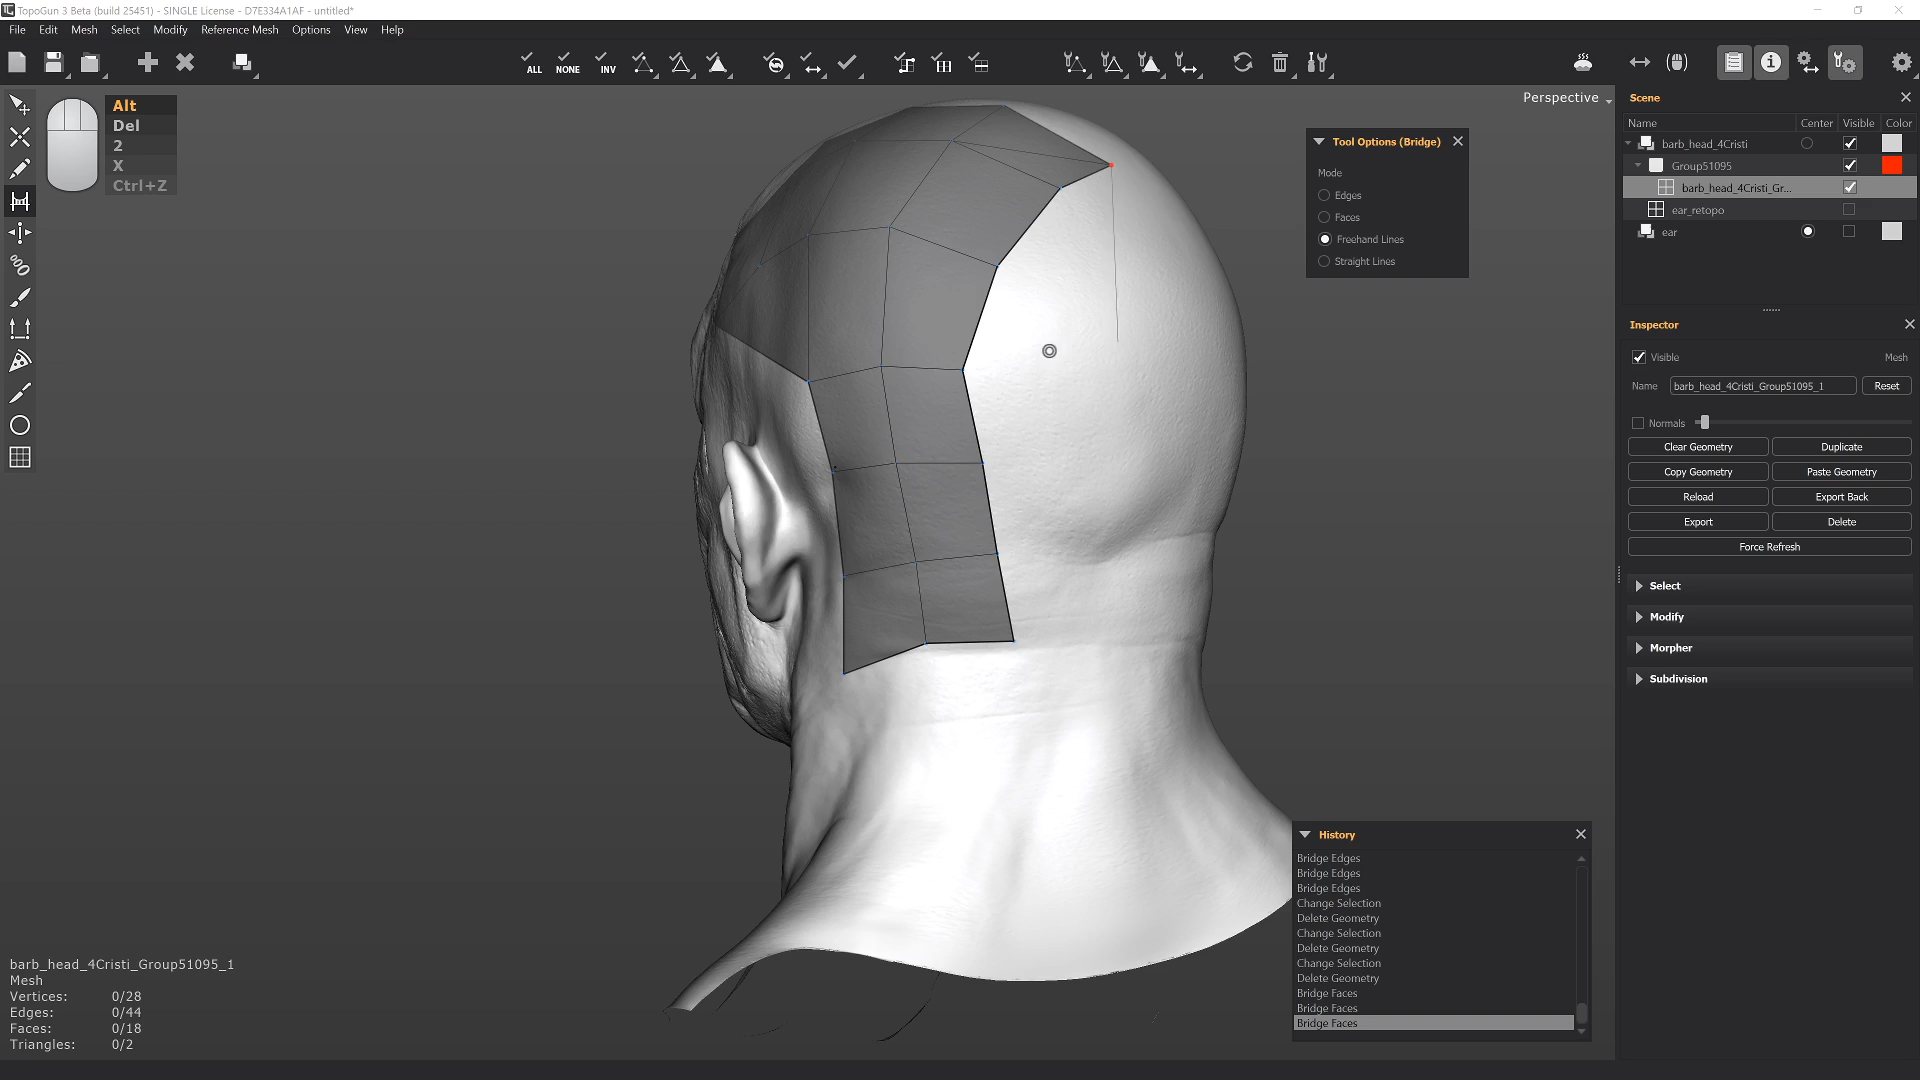 TopoGun 3 Beta (build 25451) - SINGLE License - D7E334A1AF - untitled*
File Edit Mesh Select Modify Reference Mesh Options View Help
ALL NONE INV
Alt
Del
2
X
Ctrl+Z
Perspective
Tool Options (Bridge)
Mode
Edges
Faces
Freehand Lines
Straight Lines
Scene
Name Center Visible Color
barb_head_4Cristi
Group51095
barb_head_4Cristi_Gr...
ear_retopo
ear
Inspector
Visible Mesh
Name barb_head_4Cristi_Group51095_1 Reset
Normals
Clear Geometry Duplicate
Copy Geometry Paste Geometry
Reload Export Back
Export Delete
Force Refresh
Select
Modify
Morpher
Subdivision
History
Bridge Edges
Bridge Edges
Bridge Edges
Change Selection
Delete Geometry
Change Selection
Delete Geometry
Change Selection
Delete Geometry
Bridge Faces
Bridge Faces
Bridge Faces
barb_head_4Cristi_Group51095_1
Mesh
Vertices: 0/28
Edges: 0/44
Faces: 0/18
Triangles: 0/2